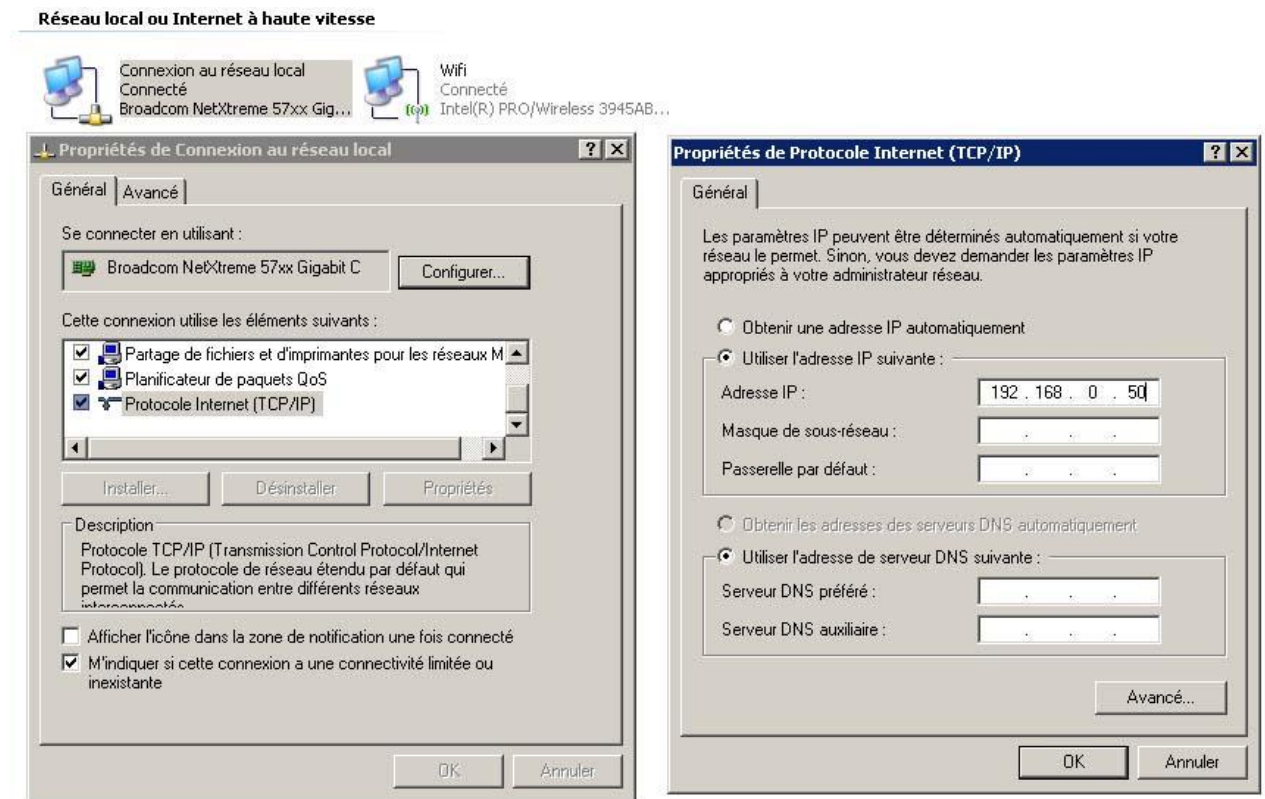 Réseau local ou Internet à haute vitesse
Connexion au réseau local
Connecté
Broadcom NetXtreme 57xx Gig...
Wifi
Connecté
Intel(R) PRO/Wireless 3945AB...
Propriétés de Connexion au réseau local
Général
Avancé
Se connecter en utilisant :
Broadcom NetXtreme 57xx Gigabit C
Configurer...
Cette connexion utilise les éléments suivants :
Partage de fichiers et d'imprimantes pour les réseaux M
Planificateur de paquets QoS
Protocole Internet (TCP/IP)
Installer...
Désinstaller
Propriétés
Description
Protocole TCP/IP (Transmission Control Protocol/Internet
Protocol). Le protocole de réseau étendu par défaut qui
permet la communication entre différents réseaux
Afficher l'icône dans la zone de notification une fois connecté
M'indiquer si cette connexion a une connectivité limitée ou
inexistante
OK
Annuler
Propriétés de Protocole Internet (TCP/IP)
Général
Les paramètres IP peuvent être déterminés automatiquement si votre
réseau le permet. Sinon, vous devez demander les paramètres IP
appropriés à votre administrateur réseau.
Obtenir une adresse IP automatiquement
Utiliser l'adresse IP suivante :
Adresse IP :
192 . 168 . 0 . 50
Masque de sous-réseau :
Passerelle par défaut :
Obtenir les adresses des serveurs DNS automatiquement
Utiliser l'adresse de serveur DNS suivante :
Serveur DNS préféré :
Serveur DNS auxiliaire :
Avancé...
OK
Annuler